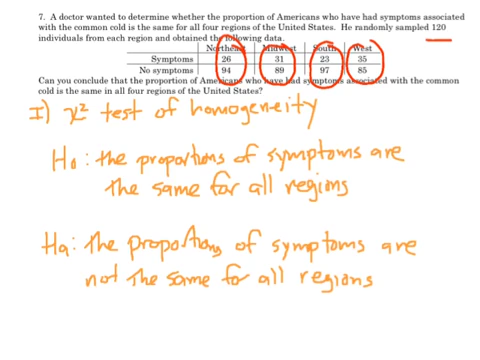 7. A doctor wanted to determine whether the proportion of Americans who have had symptoms associated
with the common cold is the same for all four regions of the United States. He randomly sampled 120
individuals from each region and obtained the following data.
Northeast Midwest South West
Symptoms 26 31 23 35
No symptoms 94 89 97 85
Can you conclude that the proportion of Americans who have had symptoms associated with the common
cold is the same in all four regions of the United States?
I) χ² test of homogeneity
H₀: the proportions of symptoms are
the same for all regions
Ha: the proportions of symptoms are
not the same for all regions